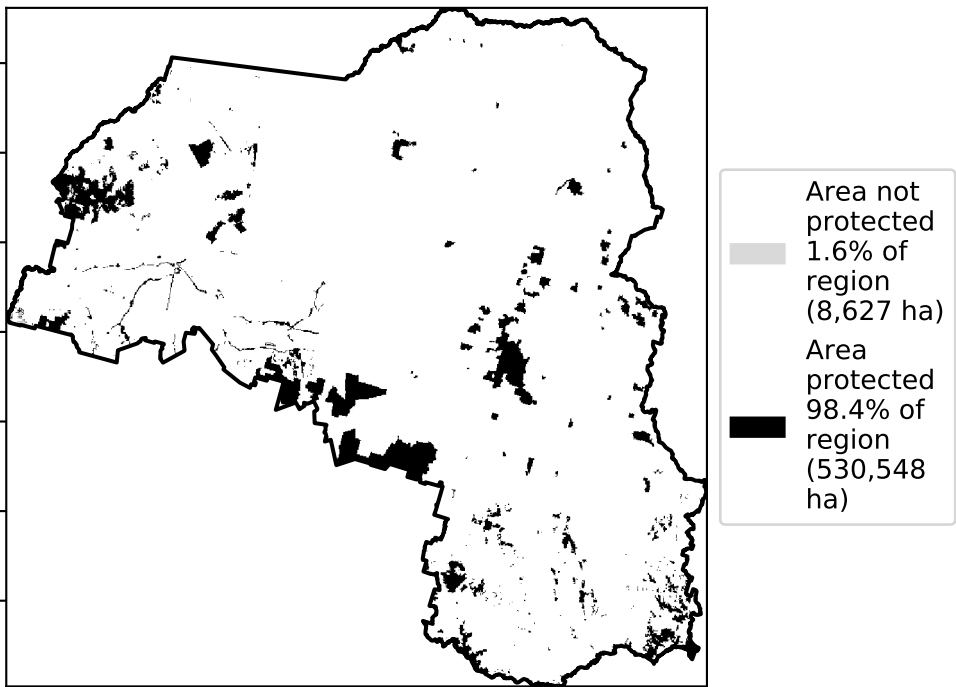 Area not
protected
1.6% of
region
(8,627 ha)
Area
protected
98.4% of
region
(530,548
ha)